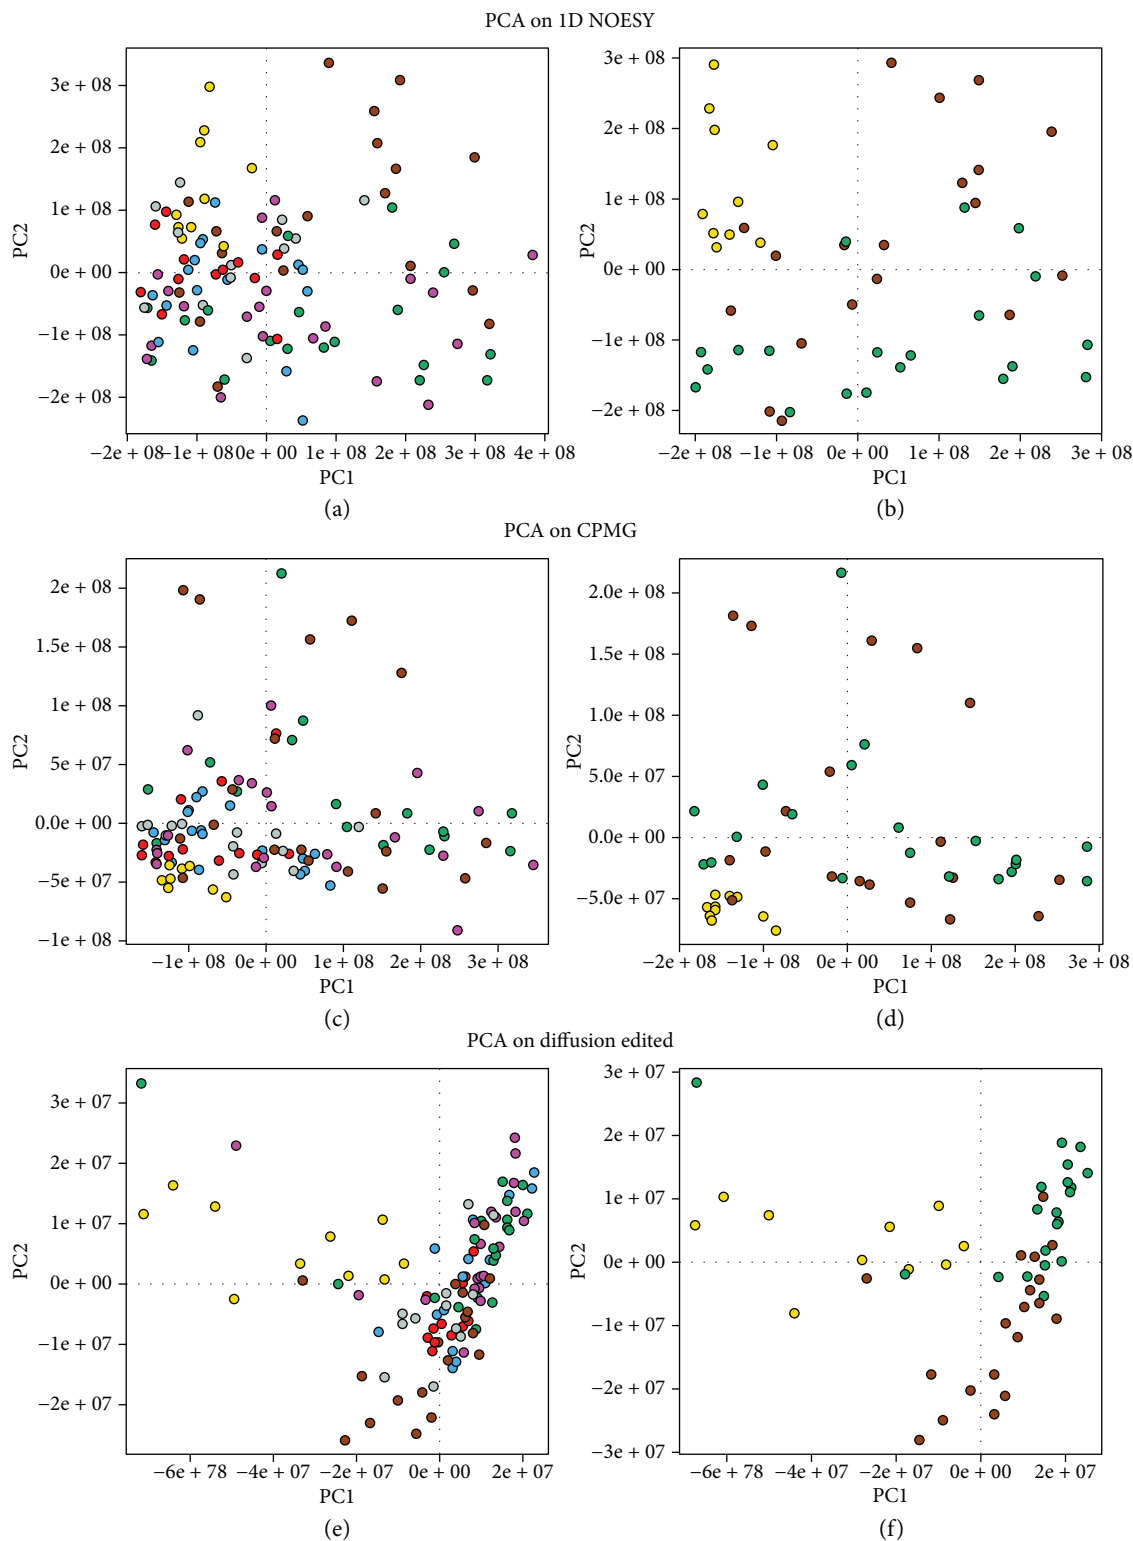 PCA on 1D NOESY
3e + 08
2e + 08
1e + 08
0e + 00
−1e + 08
−2e + 08
PC2
−2e + 08 −1e + 08 0e + 00 1e + 08 2e + 08 3e + 08 4e + 08
PC1
(a)
3e + 08
2e + 08
1e + 08
0e + 00
−1e + 08
−2e + 08
PC2
−2e + 08 −1e + 08 0e + 00 1e + 08 2e + 08 3e + 08
PC1
(b)
PCA on CPMG
2e + 08
1.5e + 08
1e + 08
5e + 07
0.0e + 00
−5e + 07
−1e + 08
PC2
−1e + 08 0e + 00 1e + 08 2e + 08 3e + 08
PC1
(c)
2.0e + 08
1.5e + 08
1.0e + 08
5.0e + 07
0.0e + 00
−5.0e + 07
PC2
−2e + 08 −1e + 08 0e + 00 1e + 08 2e + 08 3e + 08
PC1
(d)
PCA on diffusion edited
3e + 07
2e + 07
1e + 07
0e + 00
−1e + 07
−2e + 07
PC2
−6e + 78 −4e + 07 −2e + 07 0e + 00 2e + 07
PC1
(e)
3e + 07
2e + 07
1e + 07
0e + 00
−1e + 07
−2e + 07
−3e + 07
PC2
−6e + 78 −4e + 07 −2e + 07 0e + 00 2e + 07
PC1
(f)